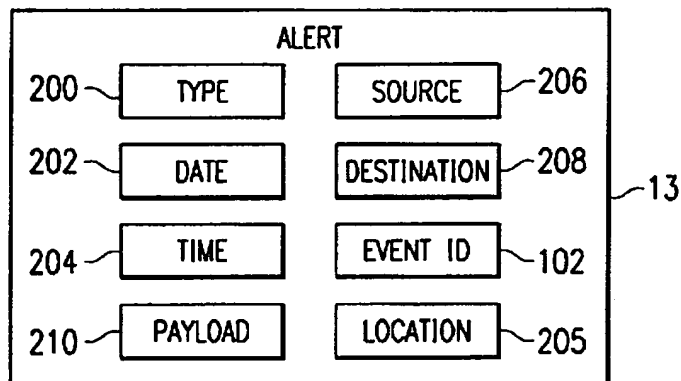 ALERT
200 TYPE SOURCE 206
202 DATE DESTINATION 208
13
204 TIME EVENT ID 102
210 PAYLOAD LOCATION 205